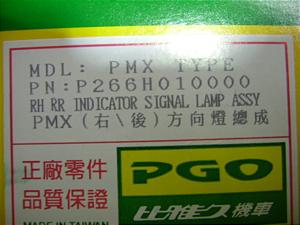 MDL: PMX TYPE
PN:P266H010000
RH RR INDICATOR SIGNAL LAMP ASSY
PMX (右\後) 方向燈總成
正廠零件
品質保證
MADE IN TAIWAN
PGO
比雅久機車